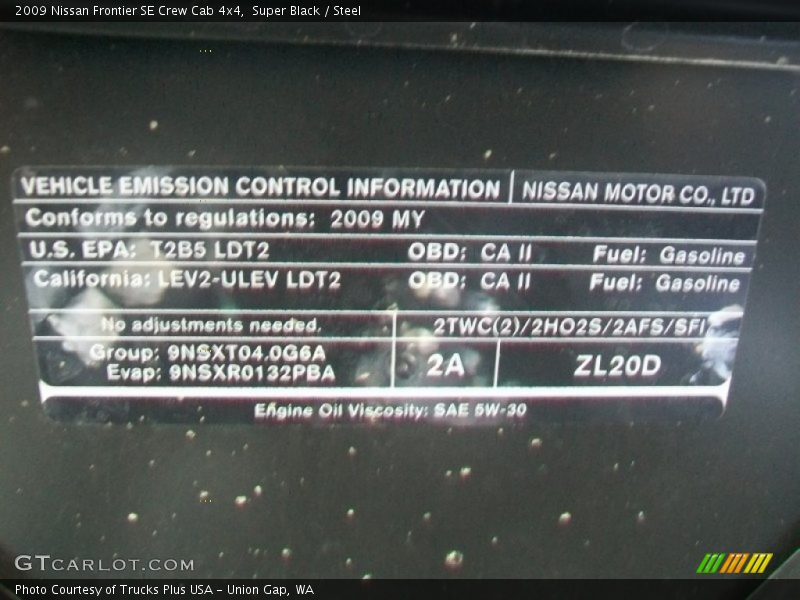 2009 Nissan Frontier SE Crew Cab 4x4,  Super Black / Steel
VEHICLE EMISSION CONTROL INFORMATION NISSAN MOTOR CO., LTD
Conforms to regulations: 2009 MY
U.S. EPA: T2B5 LDT2 OBD: CA II Fuel: Gasoline
California: LEV2-ULEV LDT2 OBD: CA II Fuel: Gasoline
No adjustments needed. 2TWC(2)/2HO2S/2AFS/SFI
Group: 9NSXT04.0G6A
Evap: 9NSXR0132PBA
2A ZL20D
Engine Oil Viscosity: SAE 5W-30
GTCARLOT.COM
Photo Courtesy of Trucks Plus USA – Union Gap, WA